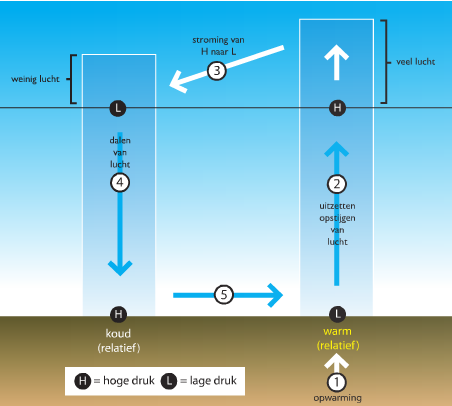 stroming van
H naar L
3
weinig lucht
veel lucht
L
H
dalen
van
lucht
4
2
uitzetten
opstijgen
van
lucht
5
H
L
koud
(relatief)
warm
(relatief)
H = hoge druk L = lage druk
1
opwarming